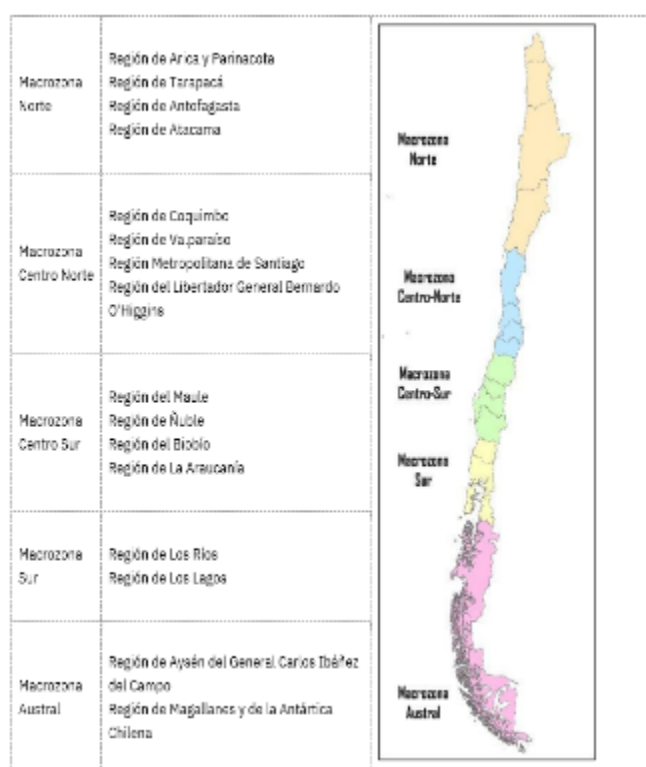 Macrozona
Norte
Región de Arica y Parinacota
Región de Tarapacá
Región de Antofagasta
Región de Atacama
Macrozona
Centro Norte
Región de Coquimbo
Región de Valparaíso
Región Metropolitana de Santiago
Región del Libertador General Bernardo
O'Higgins
Macrozona
Centro Sur
Región del Maule
Región de Ñuble
Región del Biobío
Región de La Araucanía
Macrozona
Sur
Región de Los Ríos
Región de Los Lagos
Macrozona
Austral
Región de Aysén del General Carlos Ibáñez
del Campo
Región de Magallanes y de la Antártica
Chilena
Macrozona
Norte
Macrozona
Centro-Norte
Macrozona
Centro-Sur
Macrozona
Sur
Macrozona
Austral